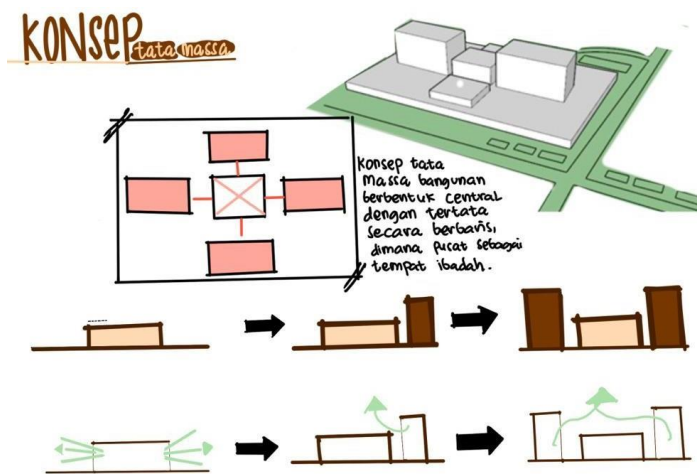 KONSEP
tata massa
konsep tata
massa bangunan
berbentuk central
dengan tertata
secara berbaris,
dimana pusat sebagai
tempat ibadah.